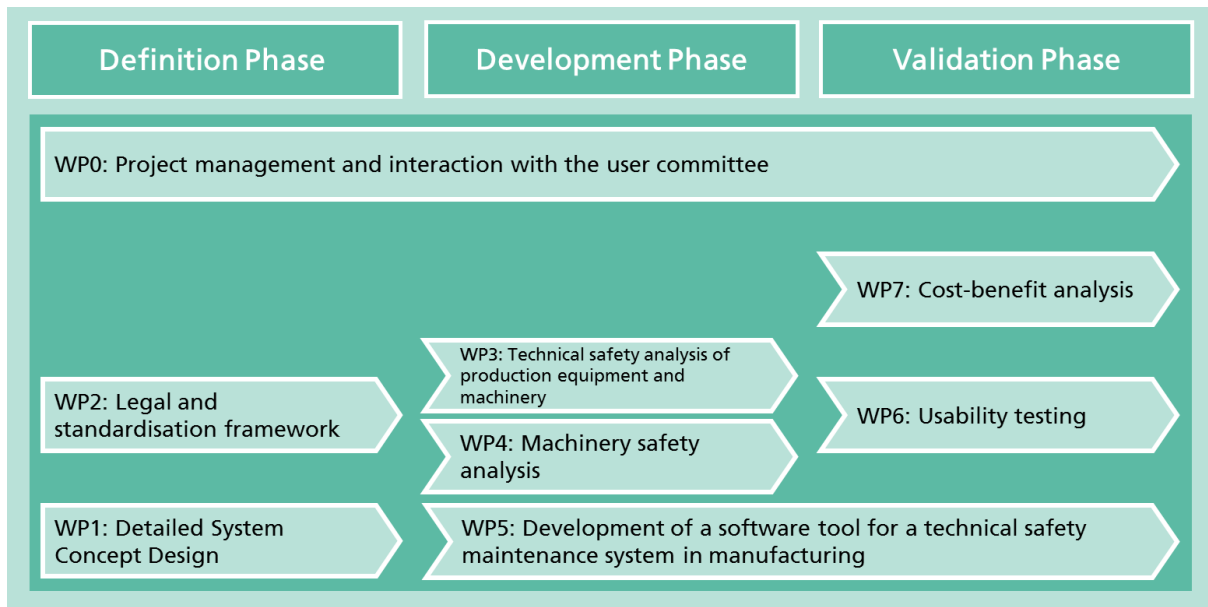 Definition Phase
Development Phase
Validation Phase
WP0: Project management and interaction with the user committee
WP7: Cost-benefit analysis
WP3: Technical safety analysis of
production equipment and
machinery
WP2: Legal and
standardisation framework
WP6: Usability testing
WP4: Machinery safety
analysis
WP1: Detailed System
Concept Design
WP5: Development of a software tool for a technical safety
maintenance system in manufacturing